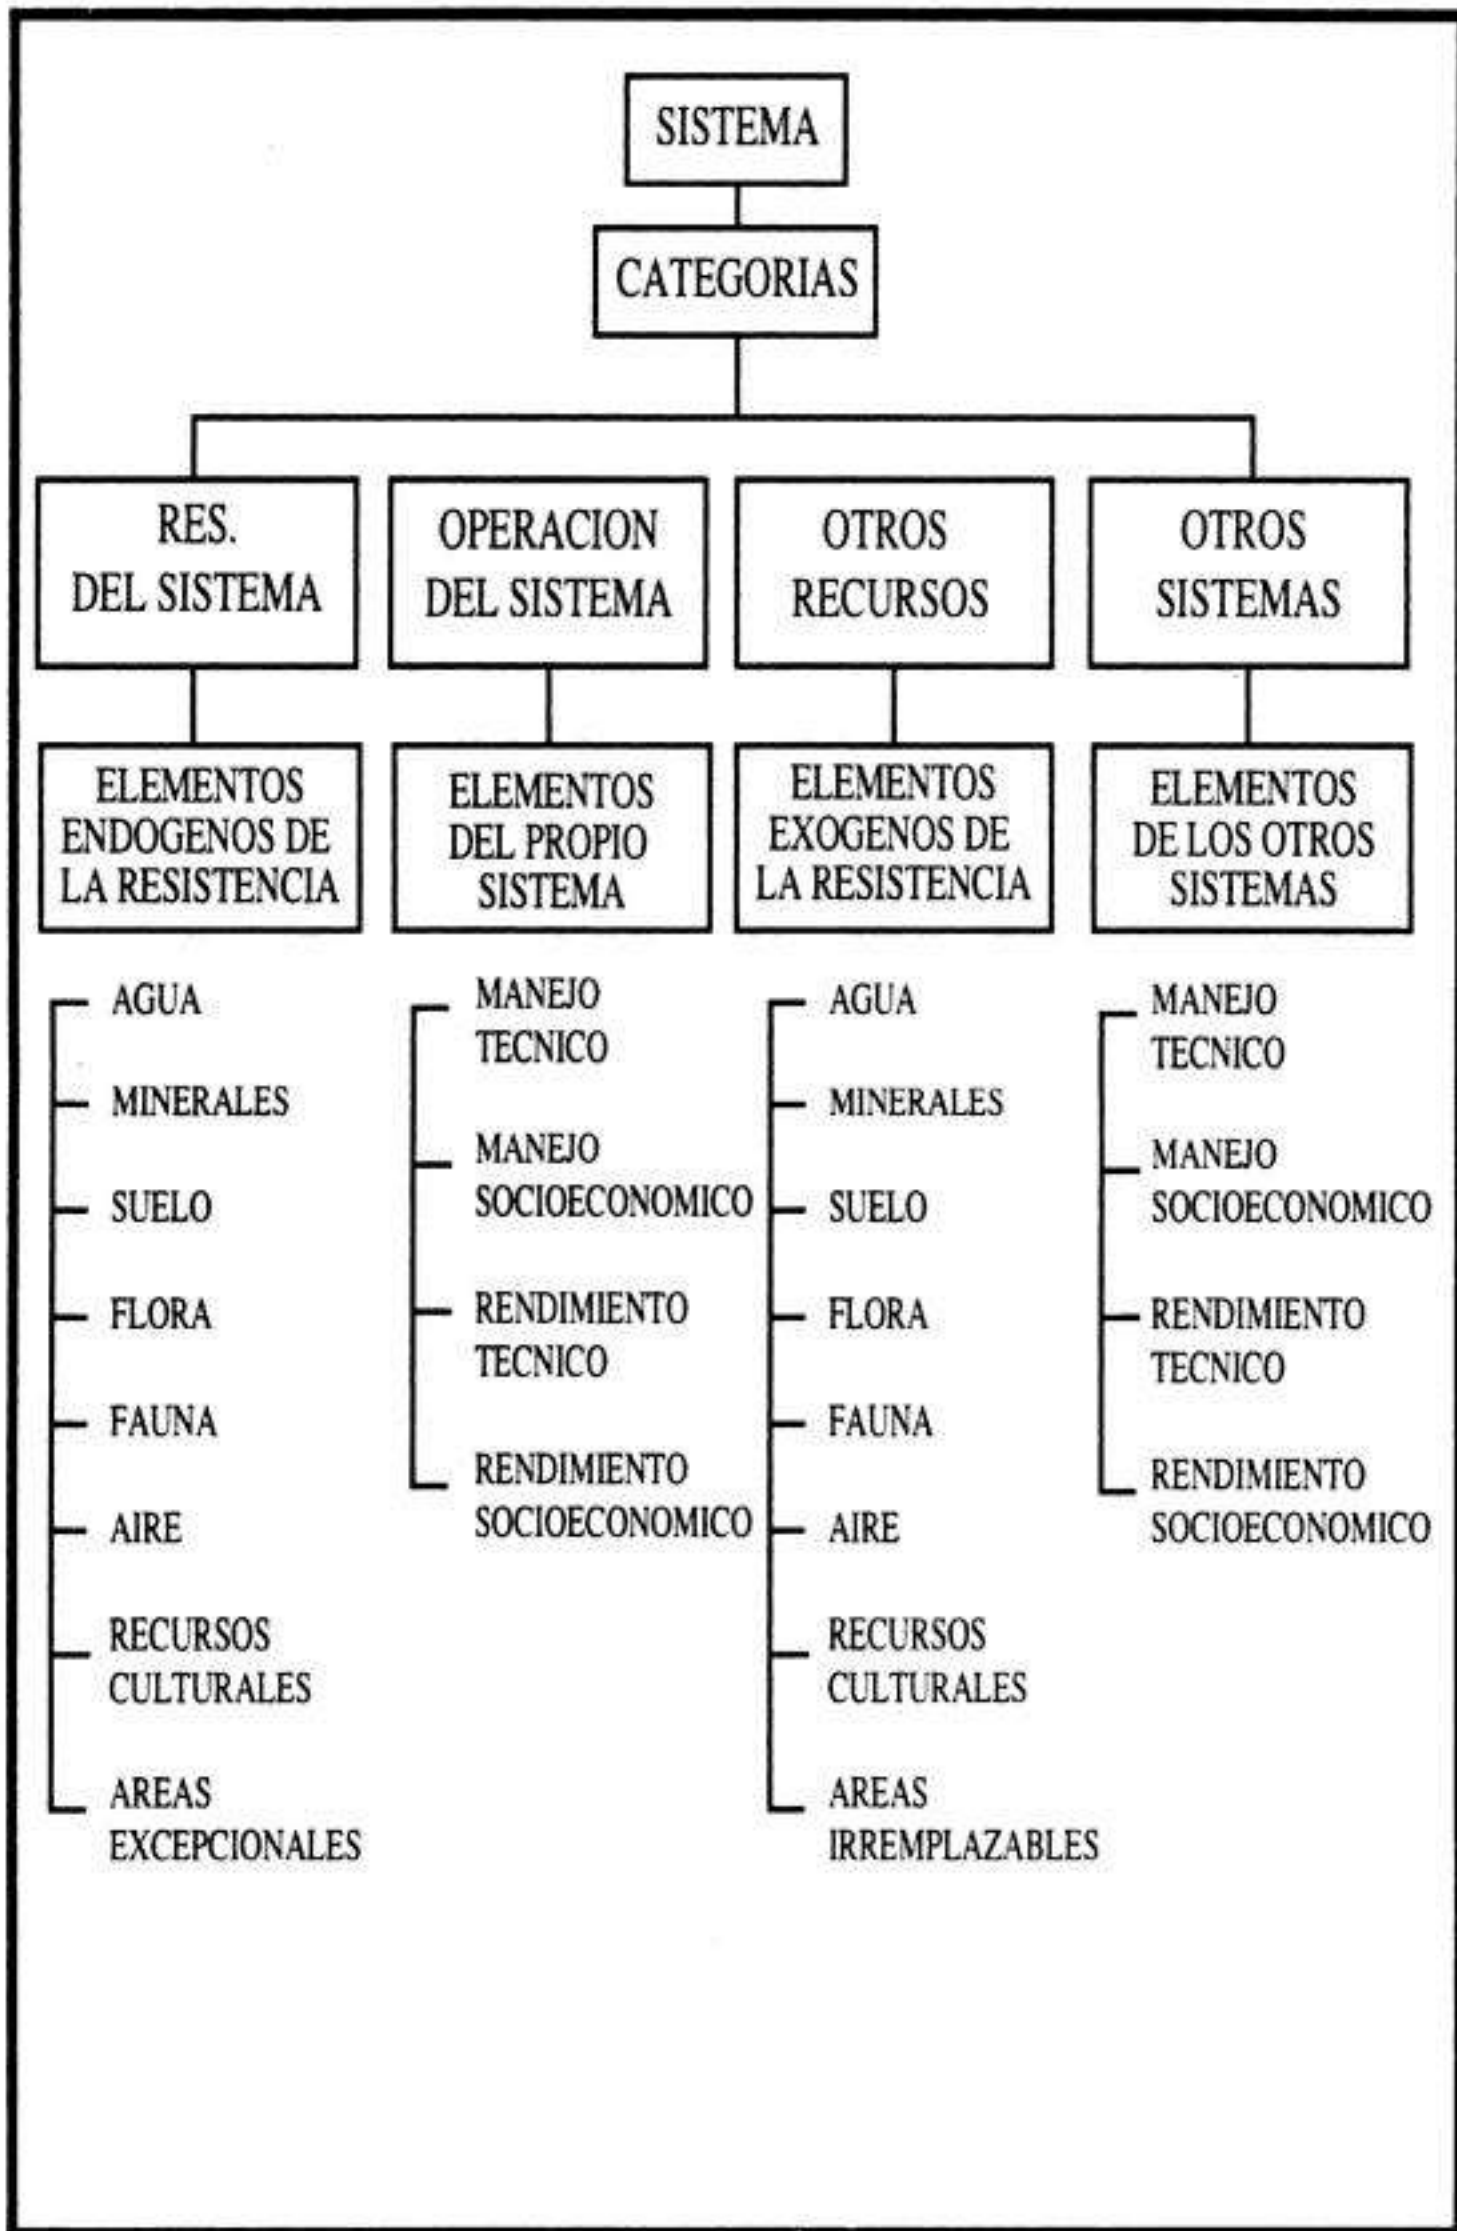 SISTEMA
CATEGORIAS
RES.
DEL SISTEMA
OPERACION
DEL SISTEMA
OTROS
RECURSOS
OTROS
SISTEMAS
ELEMENTOS
ENDOGENOS DE
LA RESISTENCIA
ELEMENTOS
DEL PROPIO
SISTEMA
ELEMENTOS
EXOGENOS DE
LA RESISTENCIA
ELEMENTOS
DE LOS OTROS
SISTEMAS
AGUA
MINERALES
SUELO
FLORA
FAUNA
AIRE
RECURSOS
CULTURALES
AREAS
EXCEPCIONALES
MANEJO
TECNICO
MANEJO
SOCIOECONOMICO
RENDIMIENTO
TECNICO
RENDIMIENTO
SOCIOECONOMICO
AGUA
MINERALES
SUELO
FLORA
FAUNA
AIRE
RECURSOS
CULTURALES
AREAS
IRREMPLAZABLES
MANEJO
TECNICO
MANEJO
SOCIOECONOMICO
RENDIMIENTO
TECNICO
RENDIMIENTO
SOCIOECONOMICO